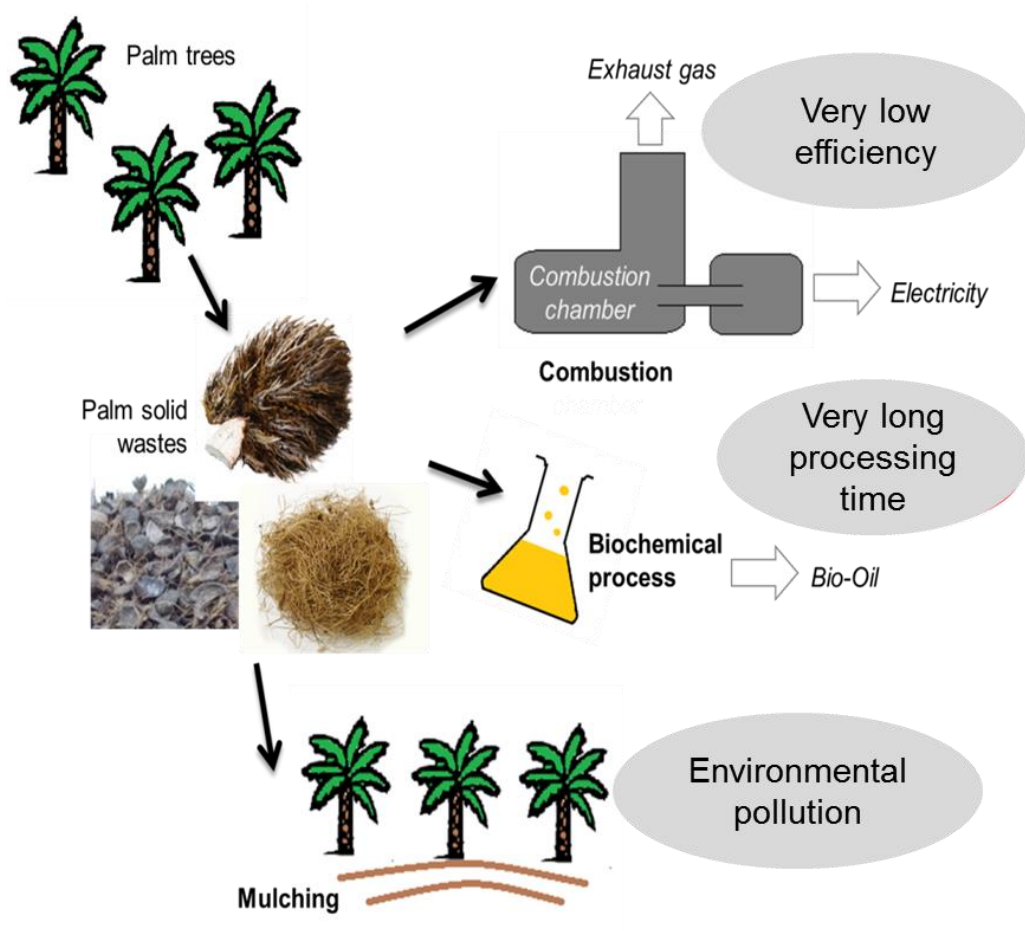 Palm trees
Exhaust gas
Very low
efficiency
Combustion
chamber
Electricity
Combustion
chamber
Palm solid
wastes
Very long
processing
time
Biochemical
process
Bio-Oil
Environmental
pollution
Mulching